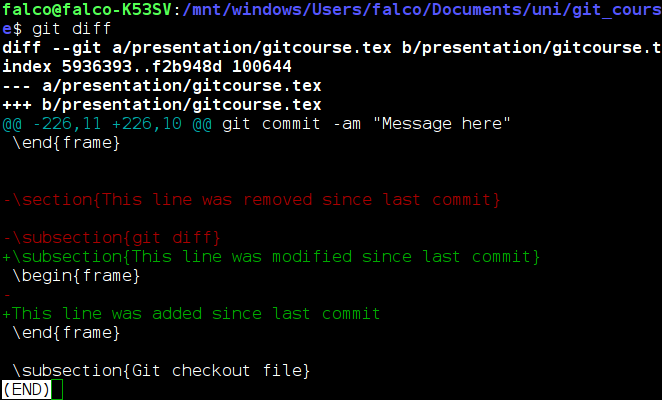 falco@falco-K53SV:/mnt/windows/Users/falco/Documents/uni/git_cours
e$ git diff
diff --git a/presentation/gitcourse.tex b/presentation/gitcourse.t
index 5936393..f2b948d 100644
--- a/presentation/gitcourse.tex
+++ b/presentation/gitcourse.tex
@@ -226,11 +226,10 @@ git commit -am "Message here"
 \end{frame}
-\section{This line was removed since last commit}
-\subsection{git diff}
+\subsection{This line was modified since last commit}
 \begin{frame}
-
+This line was added since last commit
 \end{frame}
 \subsection{Git checkout file}
(END)